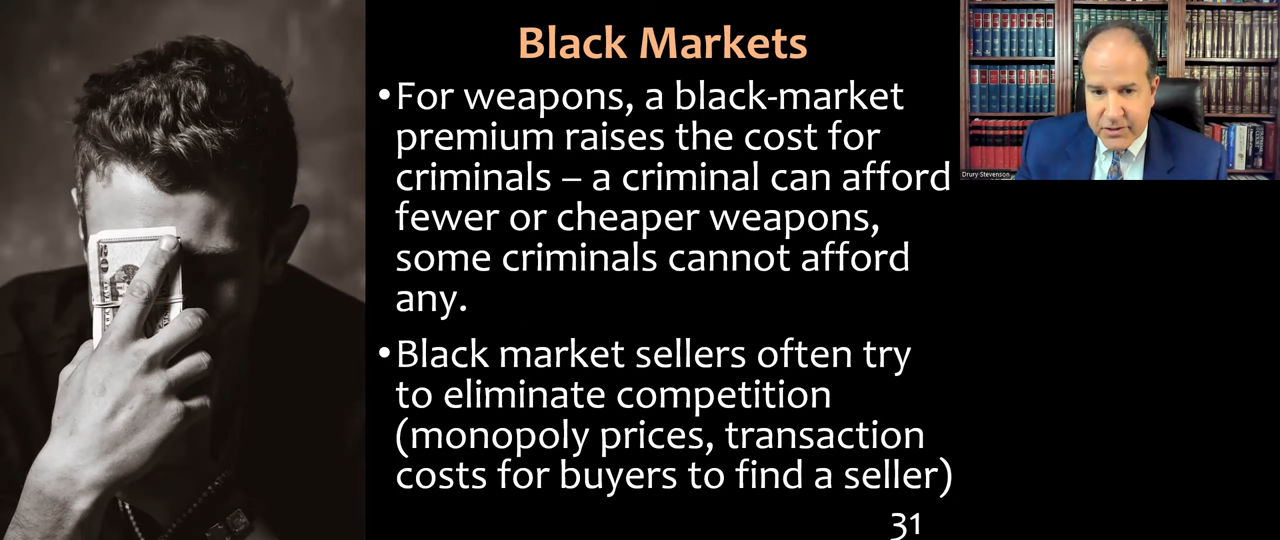 Black Markets
•For weapons, a black-market
premium raises the cost for
criminals – a criminal can afford
fewer or cheaper weapons,
some criminals cannot afford
any.
•Black market sellers often try
to eliminate competition
(monopoly prices, transaction
costs for buyers to find a seller)
31
Drury Stevenson
20